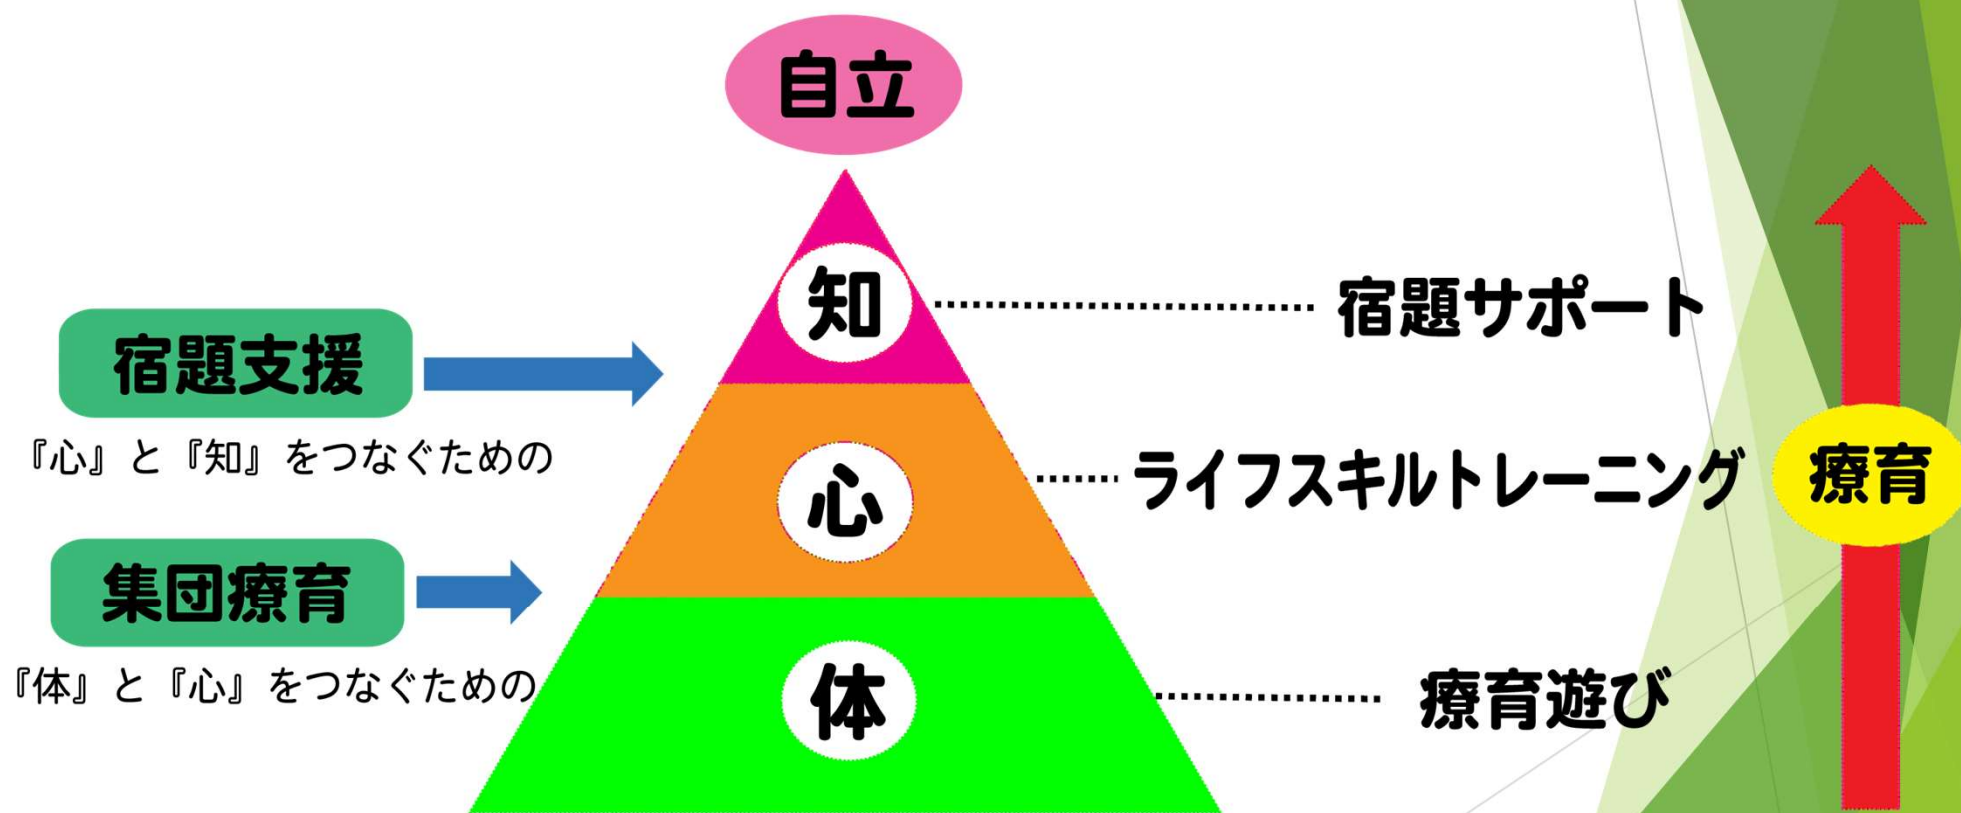 自立
知
宿題サポート
宿題支援
『心』と『知』をつなぐための
心
ライフスキルトレーニング
療育
集団療育
『体』と『心』をつなぐための
体
療育遊び